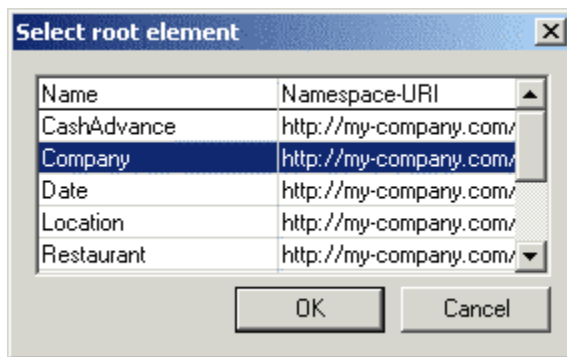 Select root element
Name Namespace-URI
CashAdvance http://my-company.com/
Company http://my-company.com/
Date http://my-company.com/
Location http://my-company.com/
Restaurant http://my-company.com/
OK Cancel